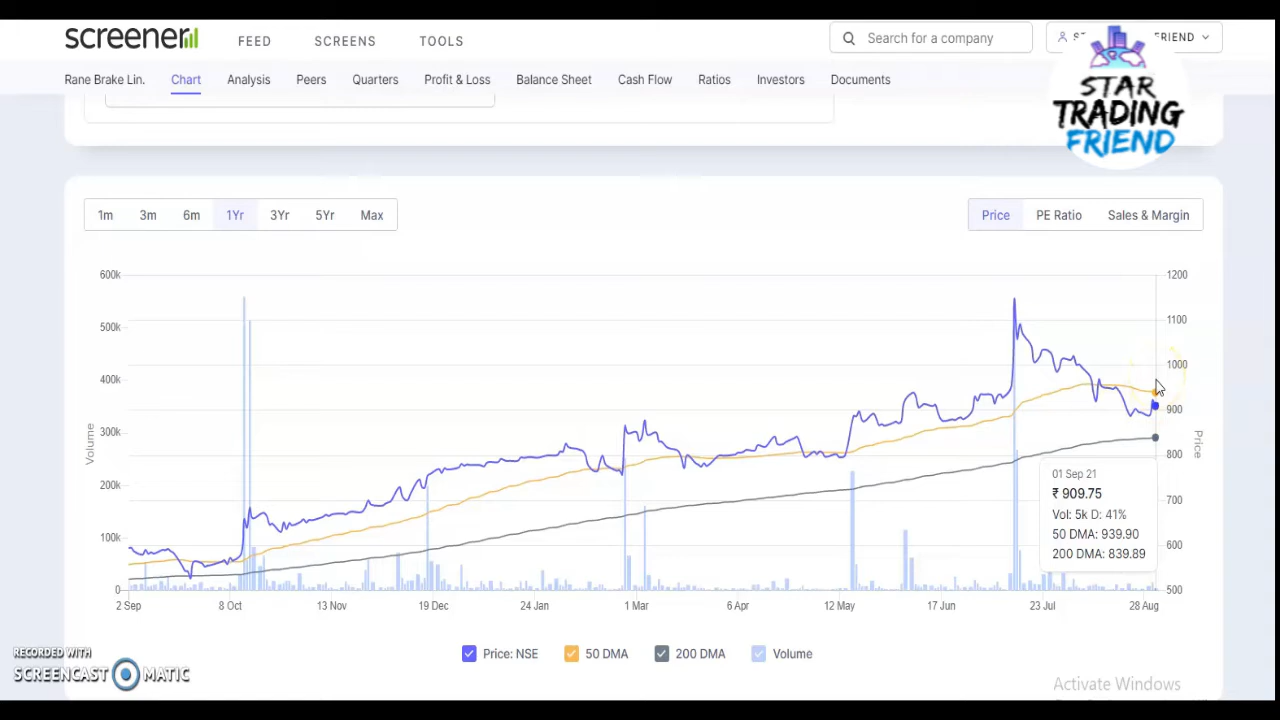 screener
FEED
SCREENS
TOOLS
Search for a company
FRIEND
Rane Brake Lin.
Chart
Analysis
Peers
Quarters
Profit & Loss
Balance Sheet
Cash Flow
Ratios
Investors
Documents
STAR
TRADING
FRIEND
1m
3m
6m
1Yr
3Yr
5Yr
Max
Price
PE Ratio
Sales & Margin
600k
500k
400k
300k
200k
100k
0
Volume
1200
1100
1000
900
800
700
600
500
Price
01 Sep 21
₹ 909.75
Vol: 5k D: 41%
50 DMA: 939.90
200 DMA: 839.89
2 Sep
8 Oct
13 Nov
19 Dec
24 Jan
1 Mar
6 Apr
12 May
17 Jun
23 Jul
28 Aug
Price: NSE
50 DMA
200 DMA
Volume
RECORDED WITH
SCREENCAST MATIC
Activate Windows